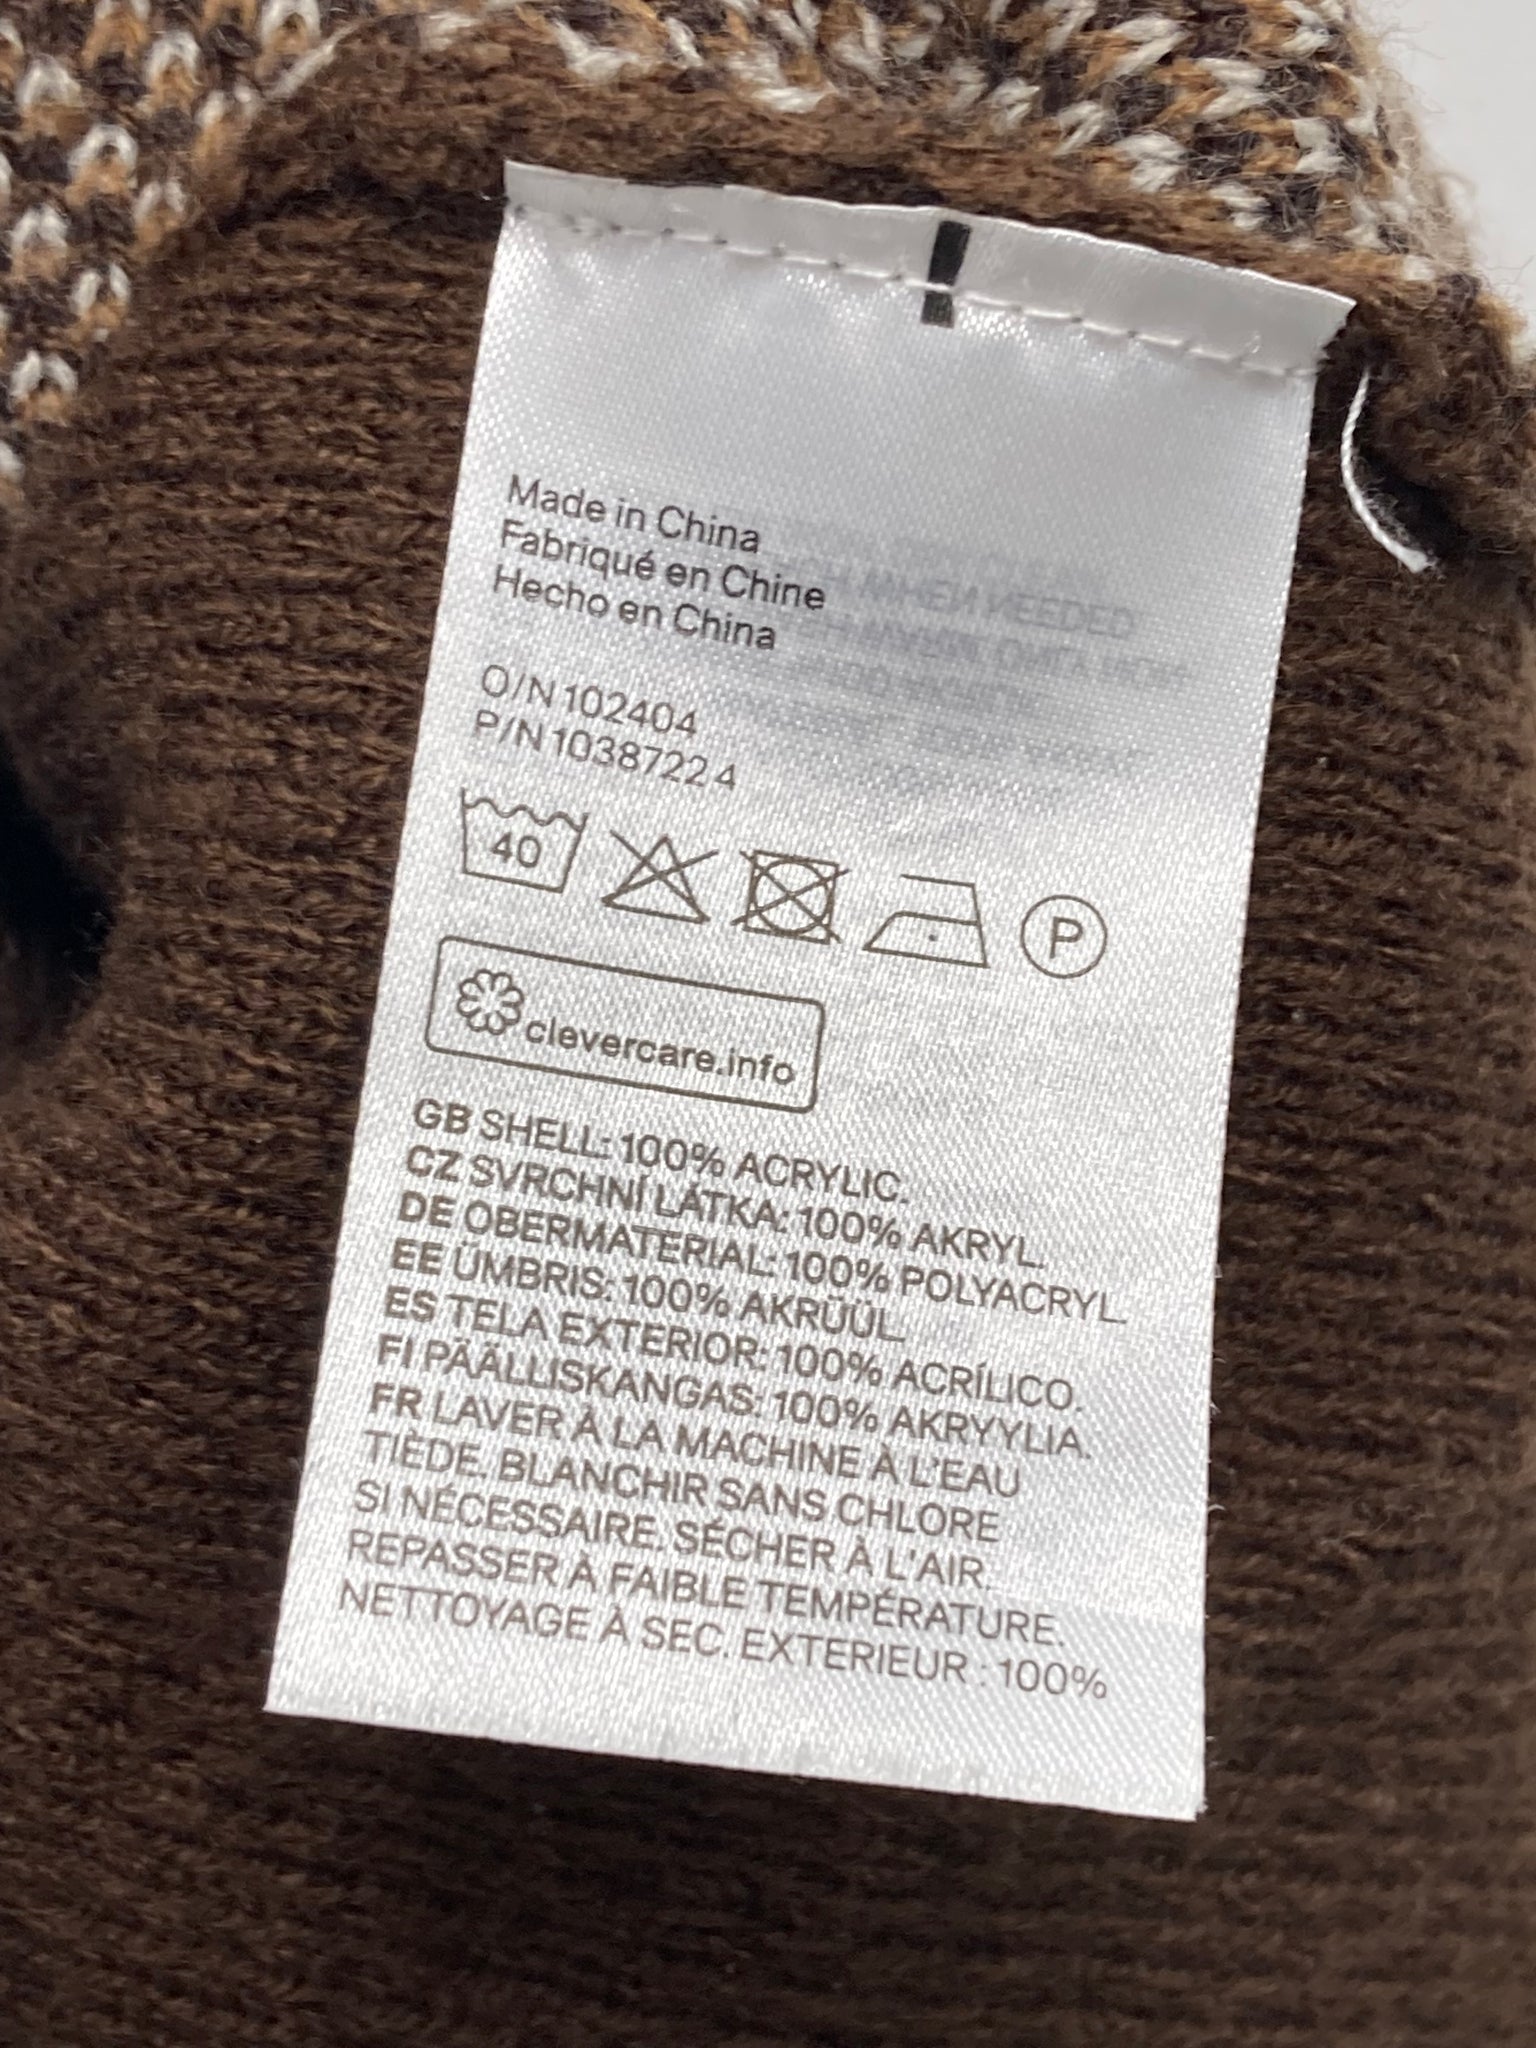 Made in China
Fabriqué en Chine
Hecho en China
O/N 102404
P/N 1038722 4
40
P
clevercare.info
GB SHELL: 100% ACRYLIC.
CZ SVRCHNÍ LÁTKA: 100% AKRYL.
DE OBERMATERIAL: 100% POLYACRYL.
EE ÜMBRIS: 100% AKRÜÜL.
ES TELA EXTERIOR: 100% ACRÍLICO.
FI PÄÄLLISKANGAS: 100% AKRYYLIA.
FR LAVER À LA MACHINE À L'EAU
TIÈDE. BLANCHIR SANS CHLORE
SI NÉCESSAIRE. SÉCHER À L'AIR.
REPASSER À FAIBLE TEMPÉRATURE.
NETTOYAGE À SEC. EXTERIEUR : 100%